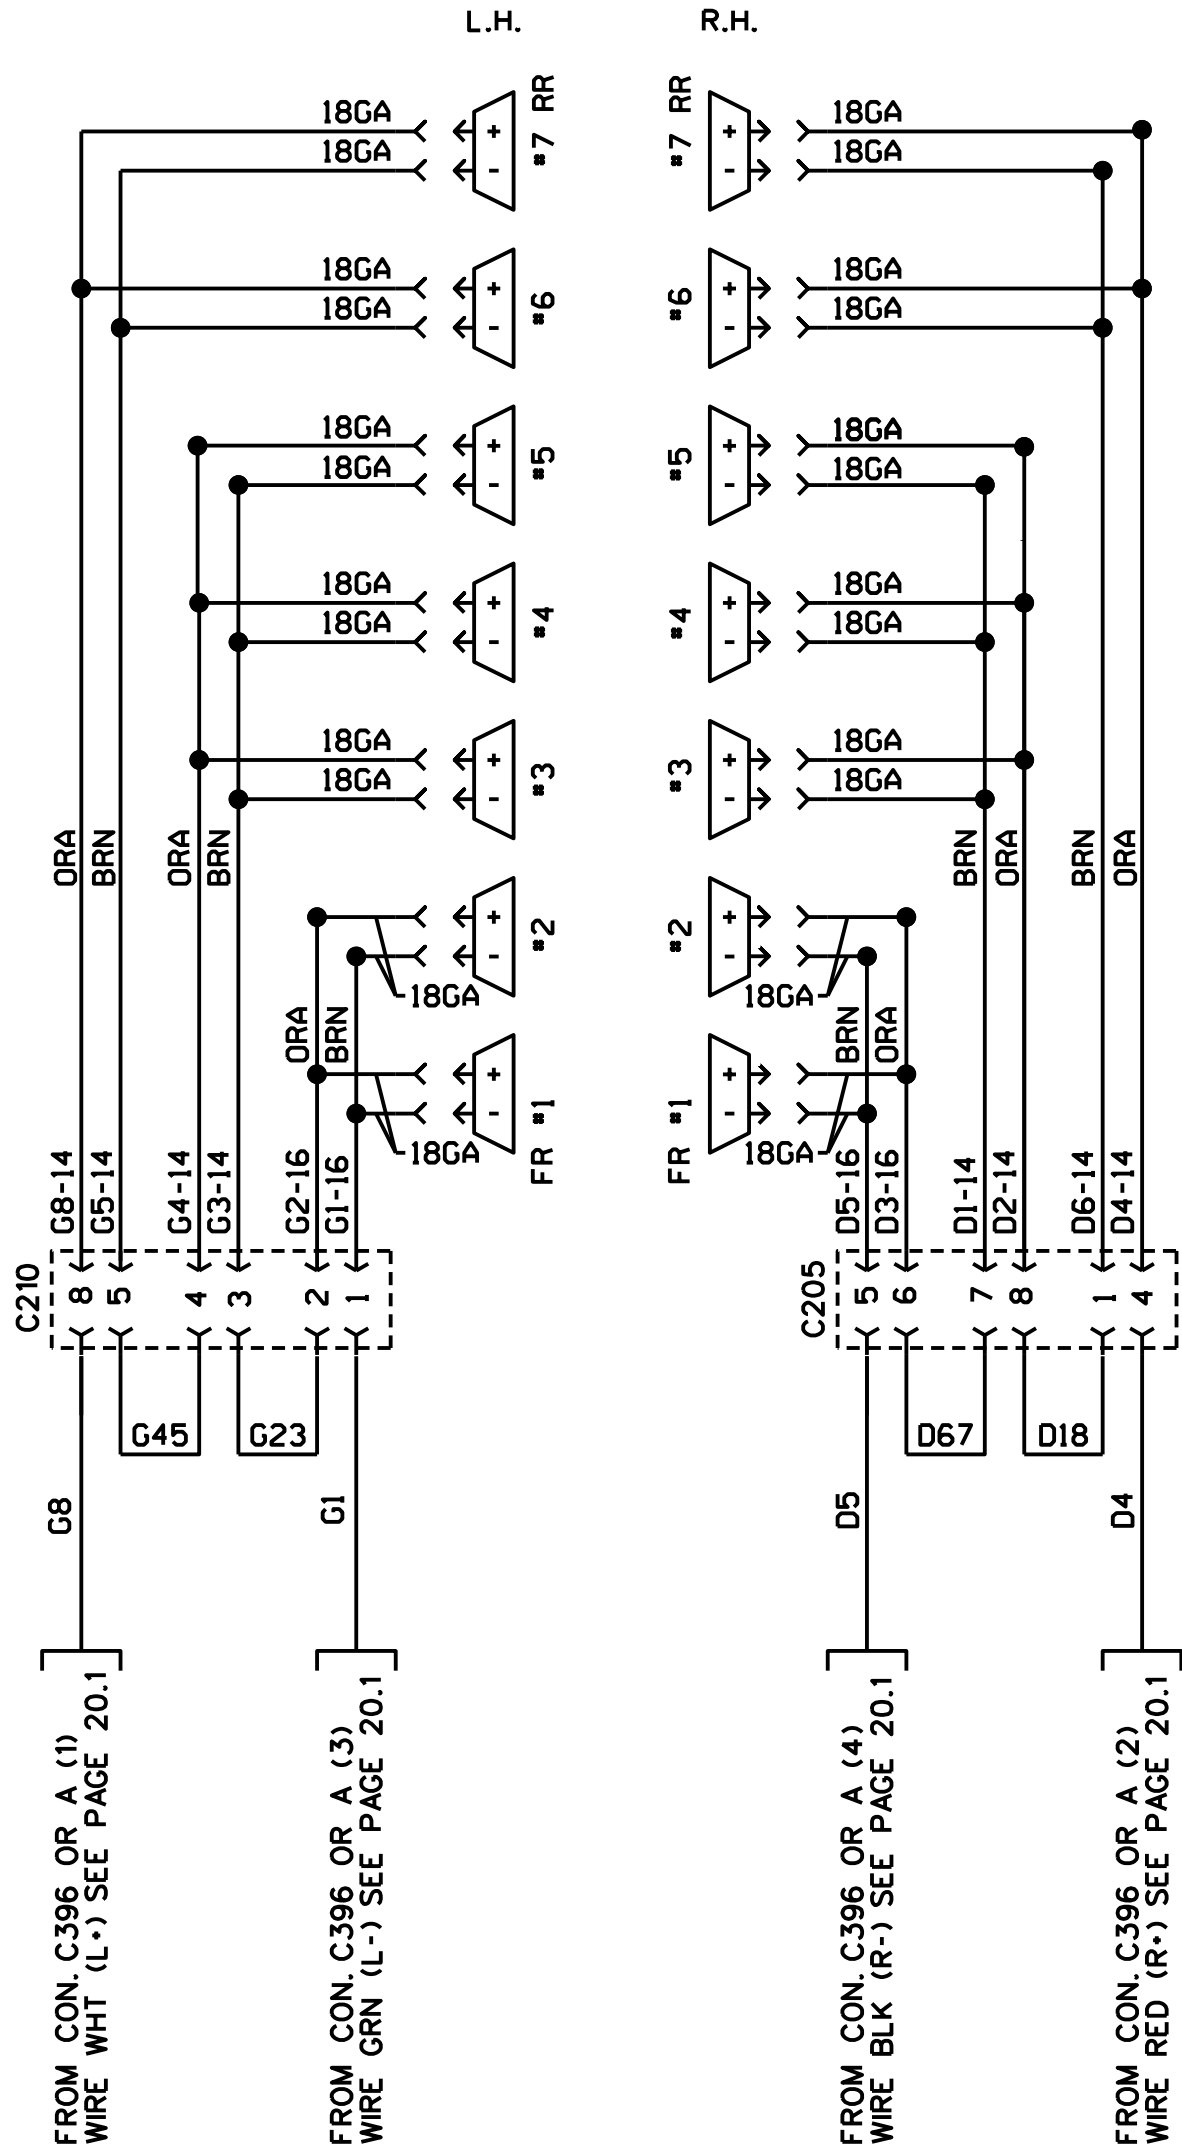 L.H. R.H.
18GA + #7 RR #7 RR + 18GA
18GA - - 18GA
18GA + #6 #6 + 18GA
18GA - - 18GA
18GA + #5 #5 + 18GA
18GA - - 18GA
18GA + #4 #4 + 18GA
18GA - - 18GA
18GA + #3 #3 + 18GA
18GA - - 18GA
ORA BRN ORA BRN BRN ORA BRN ORA
+ #2 #2 +
- -
18GA 18GA
ORA BRN BRN ORA
+ FR #1 FR #1 +
- -
18GA 18GA
G8-14 G5-14 G4-14 G3-14 G2-16 G1-16 D5-16 D3-16 D1-14 D2-14 D6-14 D4-14
C210 8 5 4 3 2 1 C205 5 6 7 8 1 4
G45 G23 D67 D18
G8 G1 D5 D4
FROM CON. C396 OR A (1)
WIRE WHT (L+) SEE PAGE 20.1
FROM CON. C396 OR A (3)
WIRE GRN (L-) SEE PAGE 20.1
FROM CON. C396 OR A (4)
WIRE BLK (R-) SEE PAGE 20.1
FROM CON. C396 OR A (2)
WIRE RED (R+) SEE PAGE 20.1